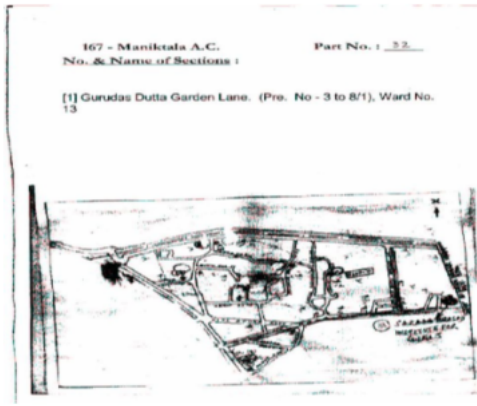 167 - Maniktala A.C.
Part No. : 32
No. & Name of Sections :
[1] Gurudas Dutta Garden Lane. (Pre. No - 3 to 8/1), Ward No.
13
N